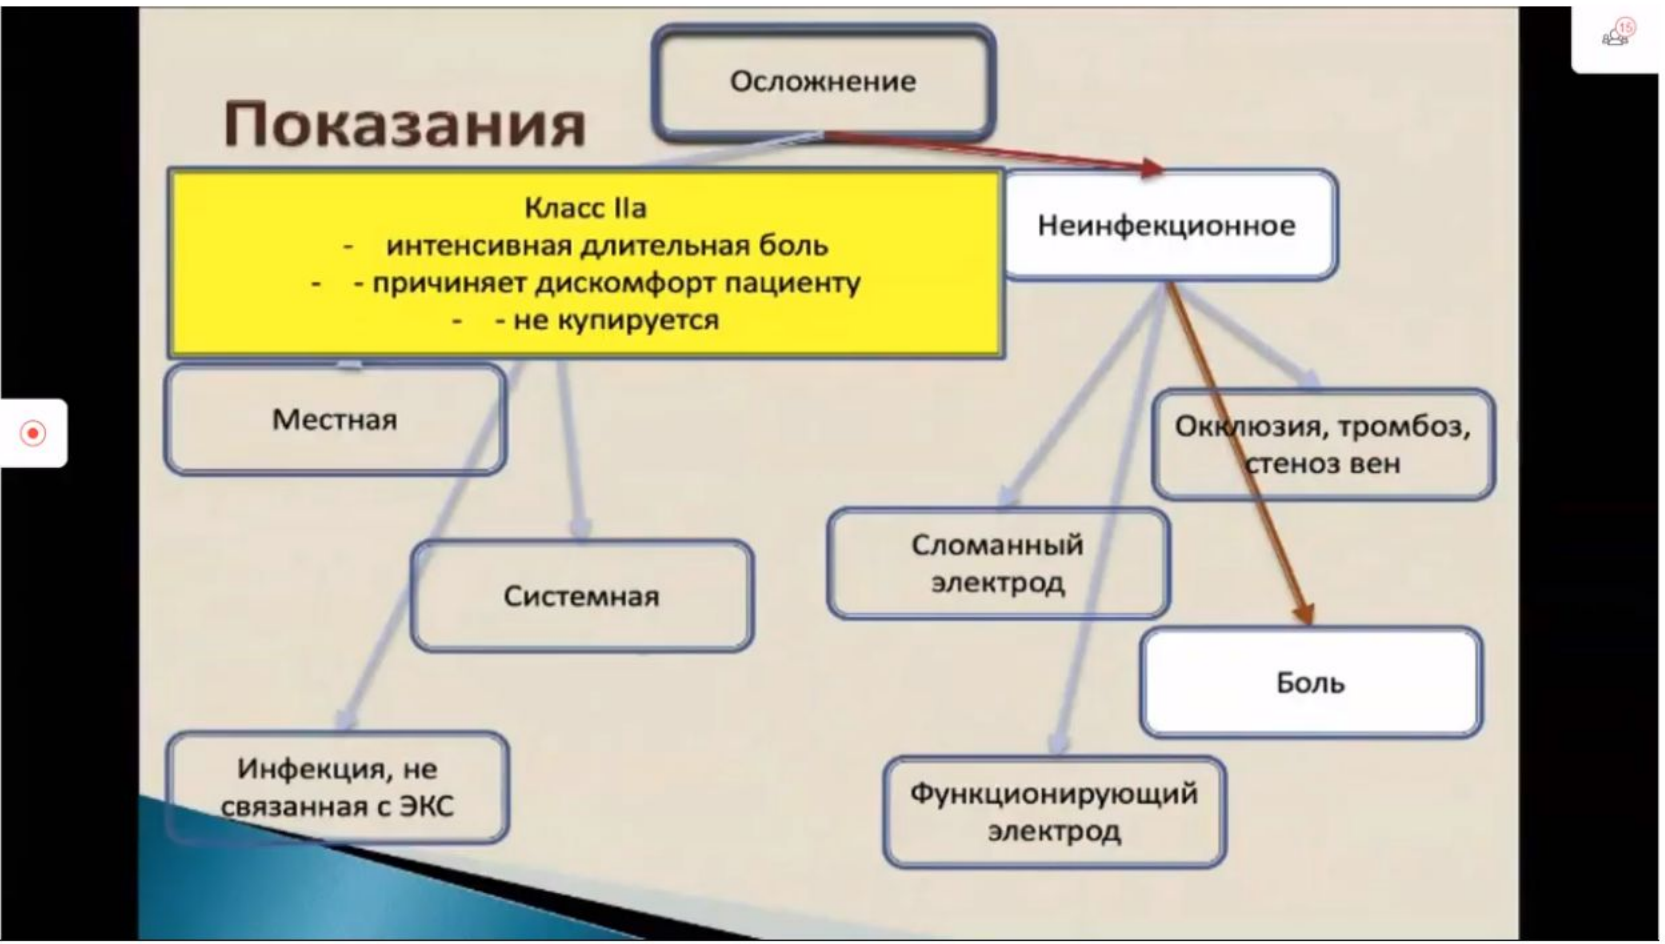 15
Осложнение
Показания
Класс IIa
- интенсивная длительная боль
- - причиняет дискомфорт пациенту
- - не купируется
Неинфекционное
Местная
Окклюзия, тромбоз,
стеноз вен
Системная
Сломанный
электрод
Боль
Инфекция, не
связанная с ЭКС
Функционирующий
электрод